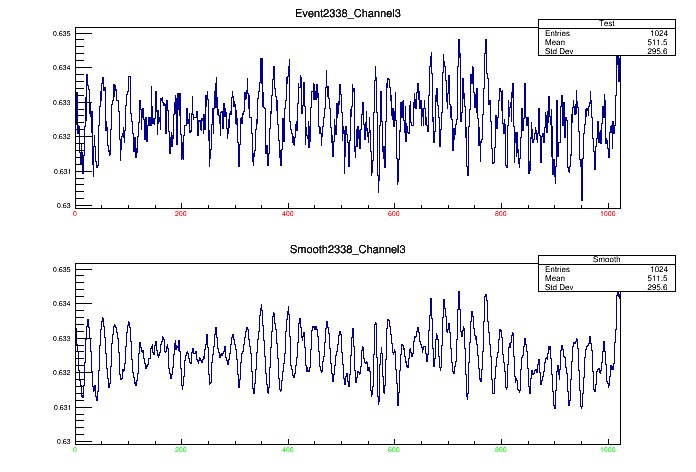 Event2338_Channel3
Test
Entries 1024
Mean 511.5
Std Dev 295.6
0.635
0.634
0.633
0.632
0.631
0.63
0 200 400 600 800 1000
Smooth2338_Channel3
Smooth
Entries 1024
Mean 511.5
Std Dev 295.6
0.635
0.634
0.633
0.632
0.631
0.63
0 200 400 600 800 1000